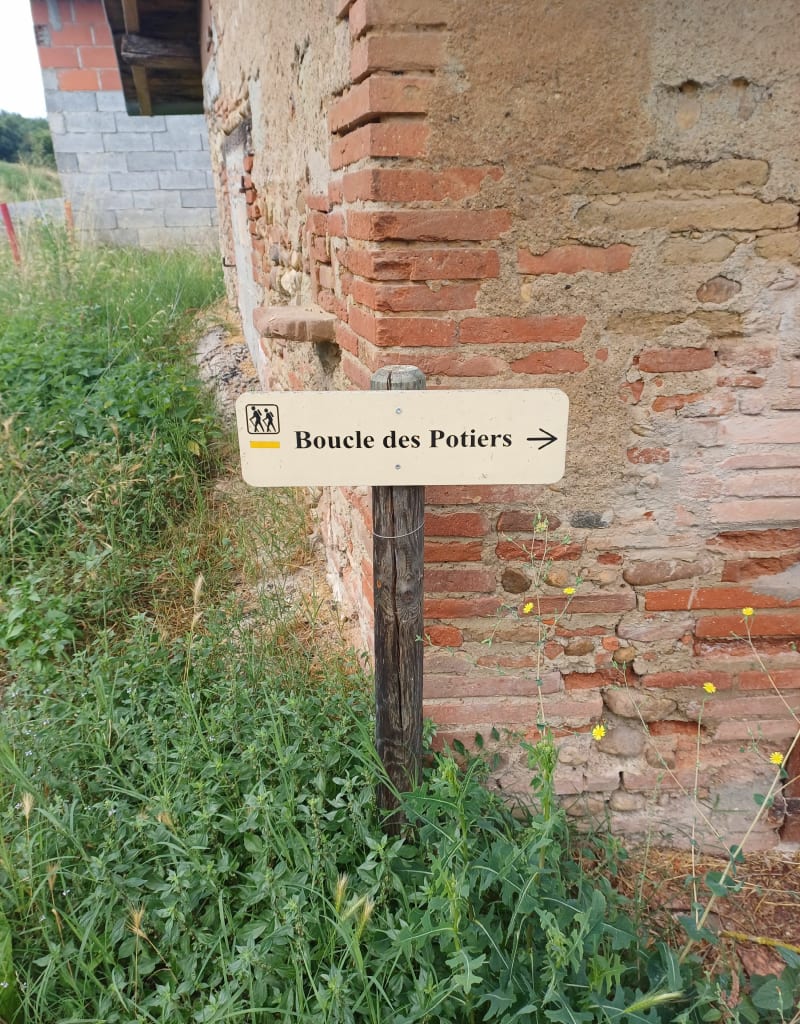 Boucle des Potiers →